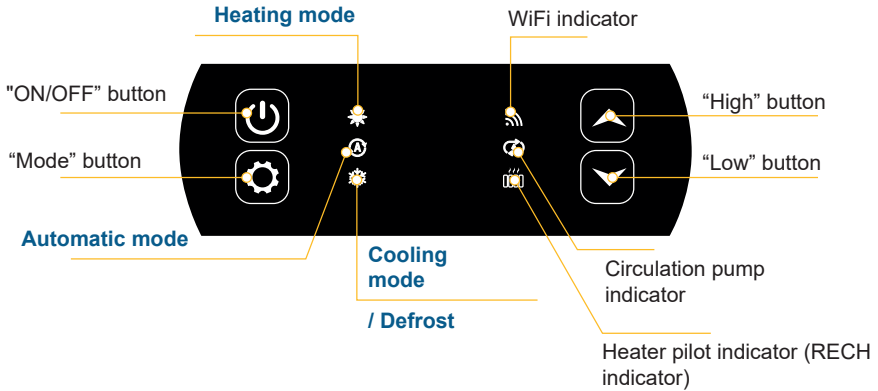 Heating mode
WiFi indicator
"ON/OFF” button
“High” button
“Mode” button
“Low” button
A
Automatic mode
Cooling
mode
/ Defrost
Circulation pump
indicator
Heater pilot indicator (RECH
indicator)